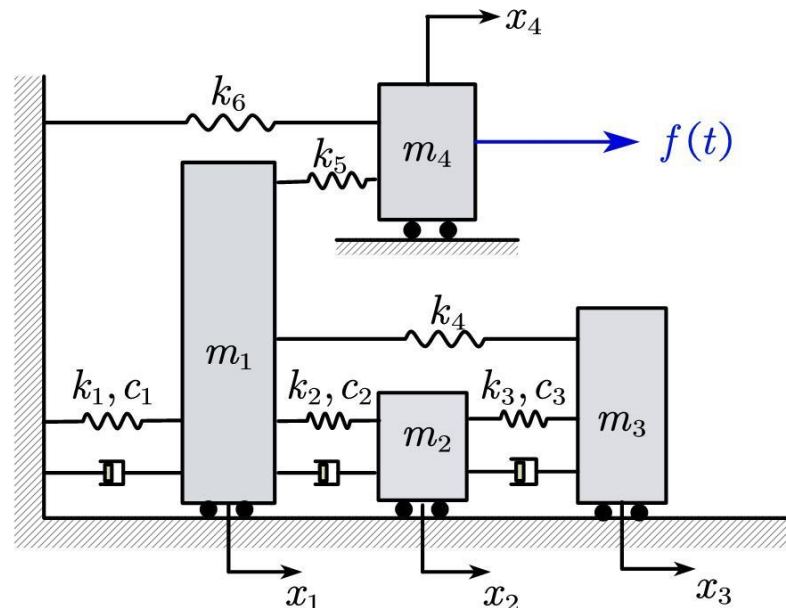 x₄
k₆
m₄
f(t)
k₅
k₄
m₁
k₁, c₁
k₂, c₂
k₃, c₃
m₂
m₃
x₁
x₂
x₃